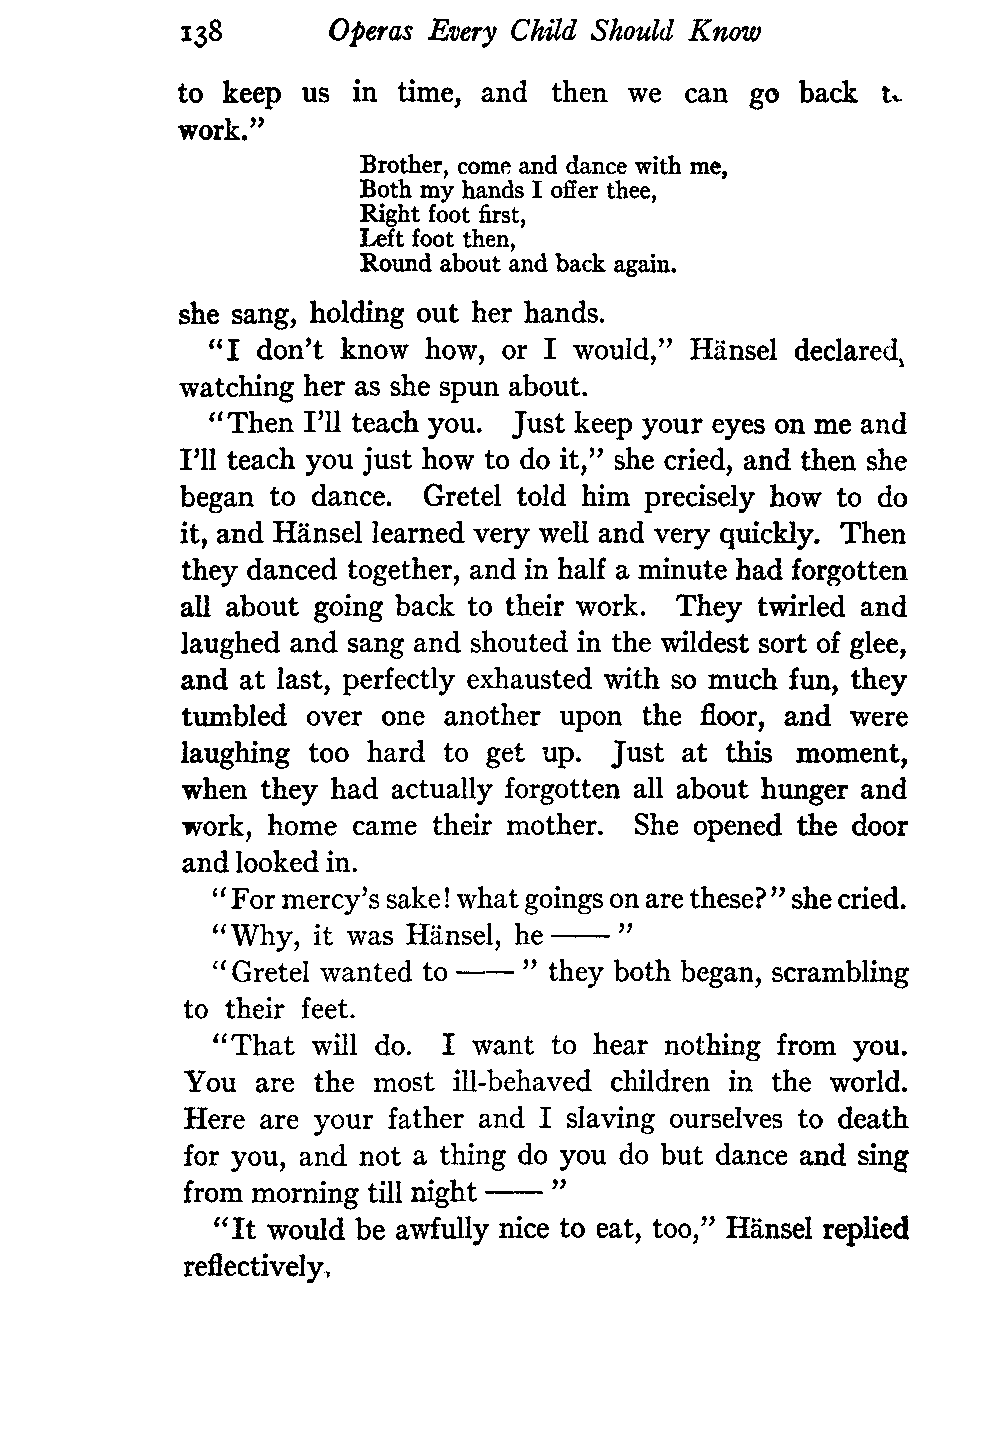 138 Operas Every Child Should Know
to keep us in time, and then we can go back
work.”
Brother, come and dance with me,
Both my hands I offer thee,
Right foot first,
Left foot then,
Round about and back again.
she sang, holding out her hands.
“I don’t know how, or I would,” Hänsel declared,
watching her as she spun about.
“Then I’ll teach you. Just keep your eyes on me and
I’ll teach you just how to do it,” she cried, and then she
began to dance. Gretel told him precisely how to do
it, and Hänsel learned very well and very quickly. Then
they danced together, and in half a minute had forgotten
all about going back to their work. They twirled and
laughed and sang and shouted in the wildest sort of glee,
and at last, perfectly exhausted with so much fun, they
tumbled over one another upon the floor, and were
laughing too hard to get up. Just at this moment,
when they had actually forgotten all about hunger and
work, home came their mother. She opened the door
and looked in.
“For mercy’s sake! what goings on are these?” she cried.
“Why, it was Hänsel, he —— ”
“Gretel wanted to —— ” they both began, scrambling
to their feet.
“That will do. I want to hear nothing from you.
You are the most ill-behaved children in the world.
Here are your father and I slaving ourselves to death
for you, and not a thing do you do but dance and sing
from morning till night —— ”
“It would be awfully nice to eat, too,” Hänsel replied
reflectively,